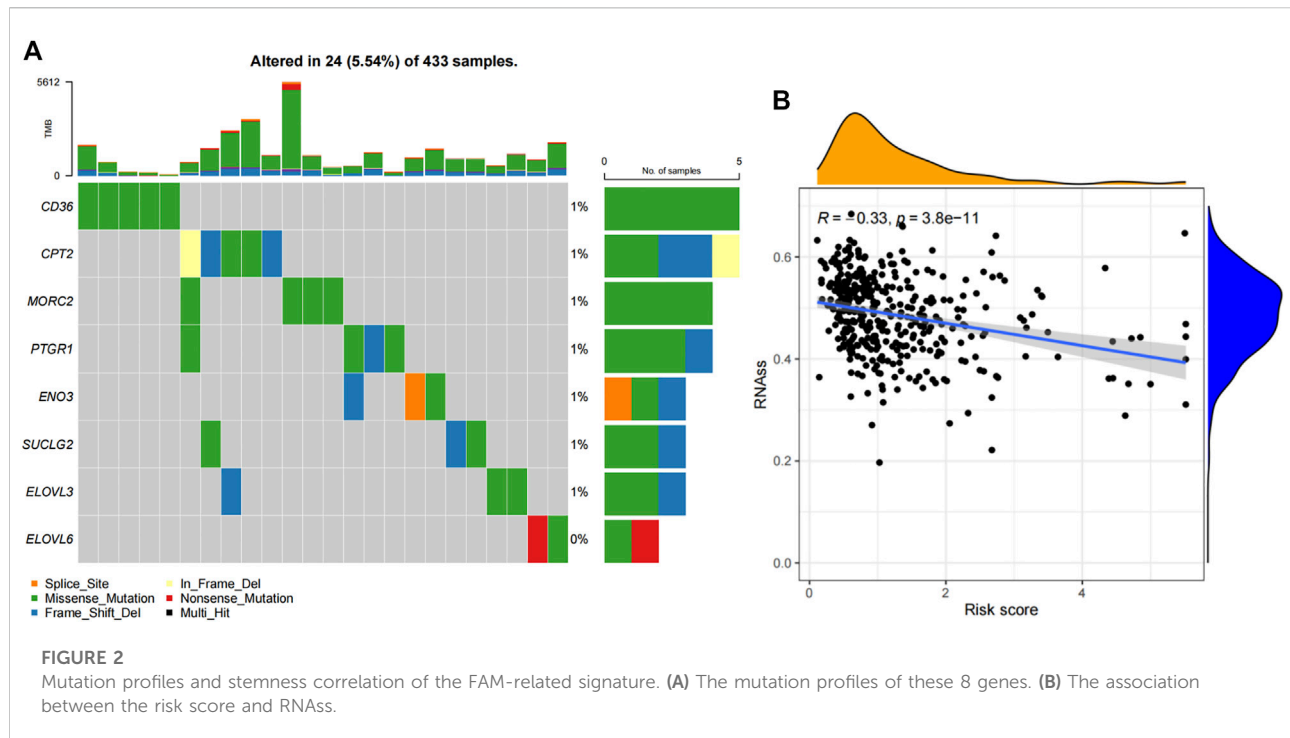 A
Altered in 24 (5.54%) of 433 samples.
5612
TMB
0
0 5
No. of samples
CD36 1%
CPT2 1%
MORC2 1%
PTGR1 1%
ENO3 1%
SUCLG2 1%
ELOVL3 1%
ELOVL6 0%
Splice_Site In_Frame_Del
Missense_Mutation Nonsense_Mutation
Frame_Shift_Del Multi_Hit
B
R = −0.33, p = 3.8e−11
RNAss
0.6
0.4
0.2
0.0
0 2 4
Risk score
FIGURE 2
Mutation profiles and stemness correlation of the FAM-related signature. (A) The mutation profiles of these 8 genes. (B) The association
between the risk score and RNAss.